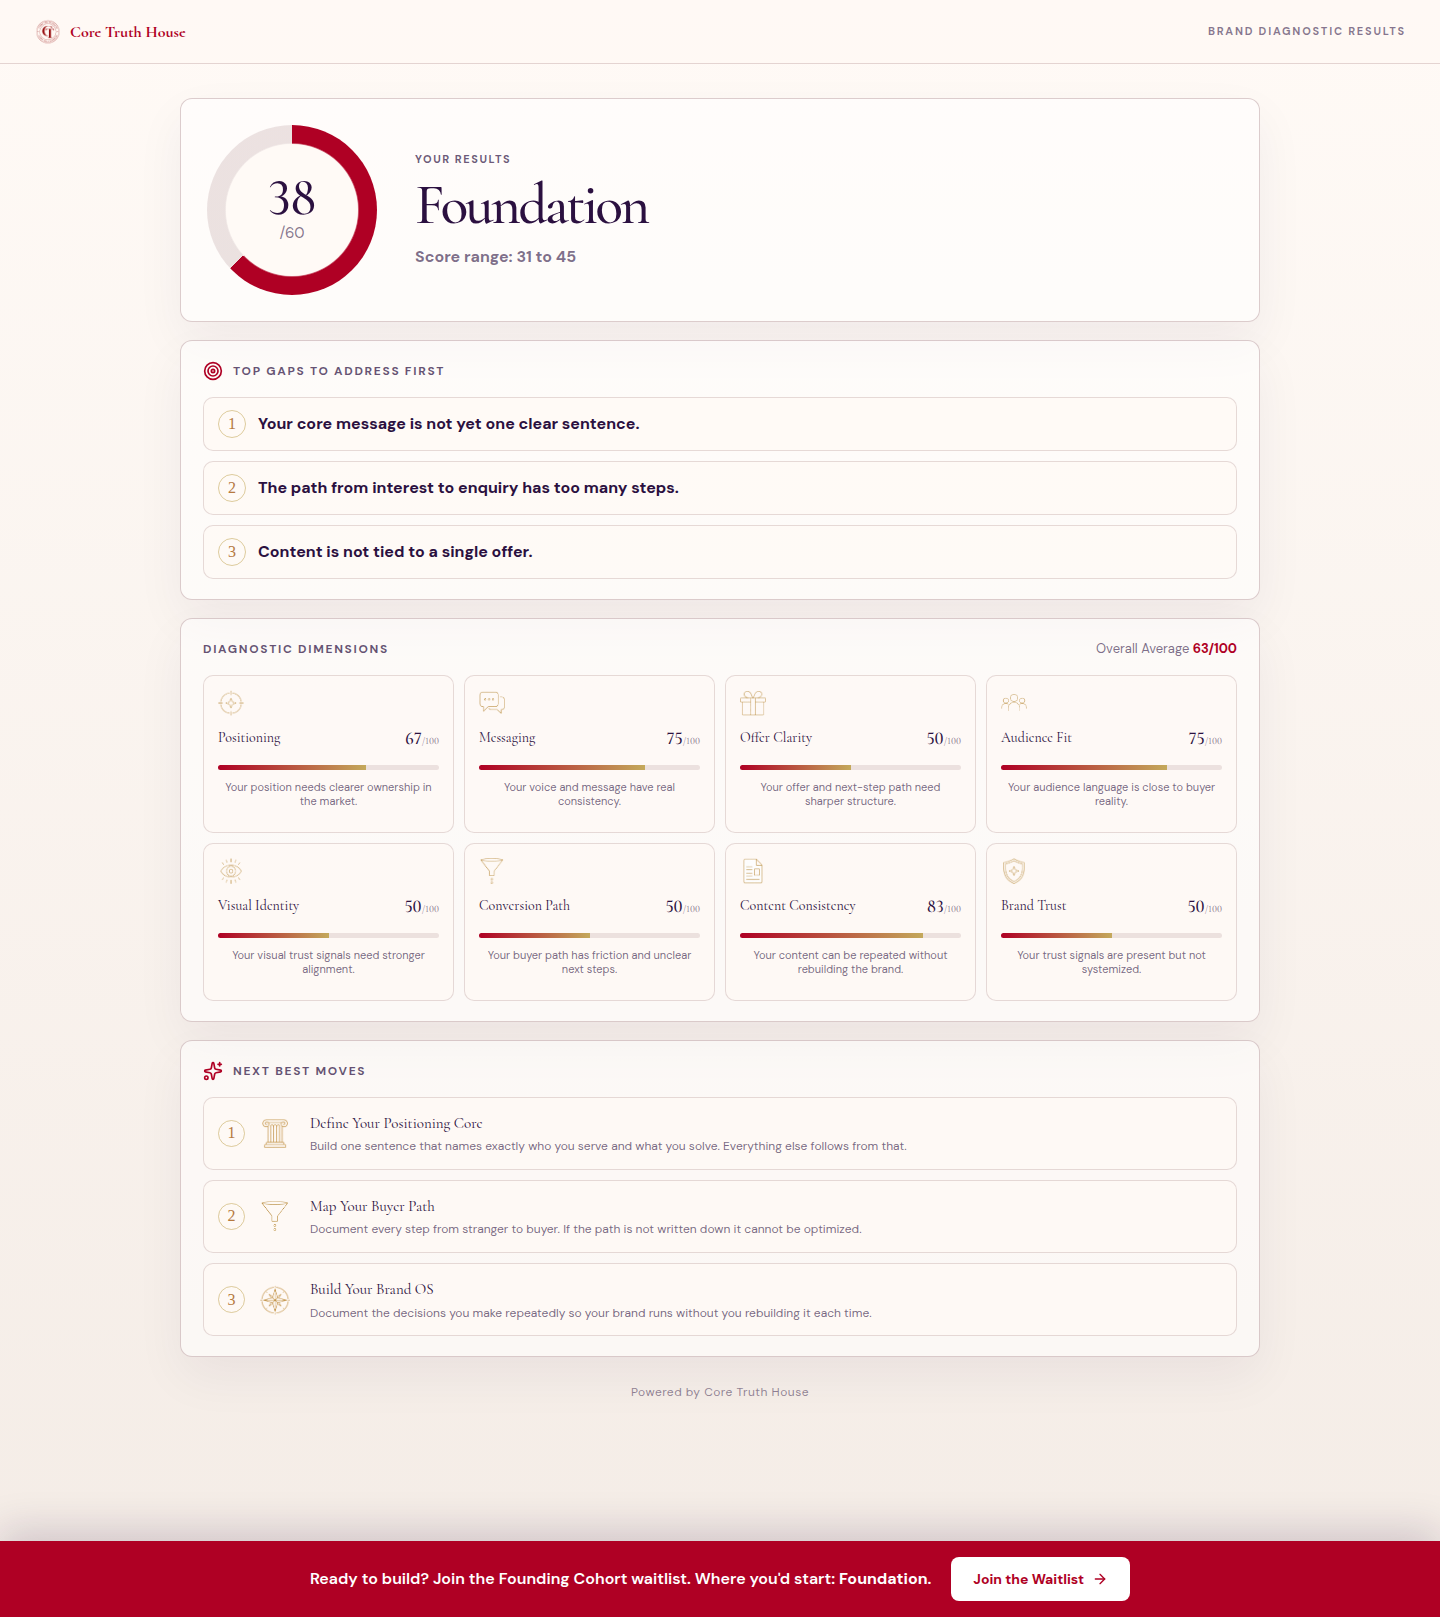 Core Truth House
BRAND DIAGNOSTIC RESULTS
38
/60
YOUR RESULTS
Foundation
Score range: 31 to 45
TOP GAPS TO ADDRESS FIRST
1 Your core message is not yet one clear sentence.
2 The path from interest to enquiry has too many steps.
3 Content is not tied to a single offer.
DIAGNOSTIC DIMENSIONS
Overall Average 63/100
Positioning 67/100
Your position needs clearer ownership in
the market.
Messaging 75/100
Your voice and message have real
consistency.
Offer Clarity 50/100
Your offer and next-step path need
sharper structure.
Audience Fit 75/100
Your audience language is close to buyer
reality.
Visual Identity 50/100
Your visual trust signals need stronger
alignment.
Conversion Path 50/100
Your buyer path has friction and unclear
next steps.
Content Consistency 83/100
Your content can be repeated without
rebuilding the brand.
Brand Trust 50/100
Your trust signals are present but not
systemized.
NEXT BEST MOVES
1 Define Your Positioning Core
Build one sentence that names exactly who you serve and what you solve. Everything else follows from that.
2 Map Your Buyer Path
Document every step from stranger to buyer. If the path is not written down it cannot be optimized.
3 Build Your Brand OS
Document the decisions you make repeatedly so your brand runs without you rebuilding it each time.
Powered by Core Truth House
Ready to build? Join the Founding Cohort waitlist. Where you'd start: Foundation.
Join the Waitlist →